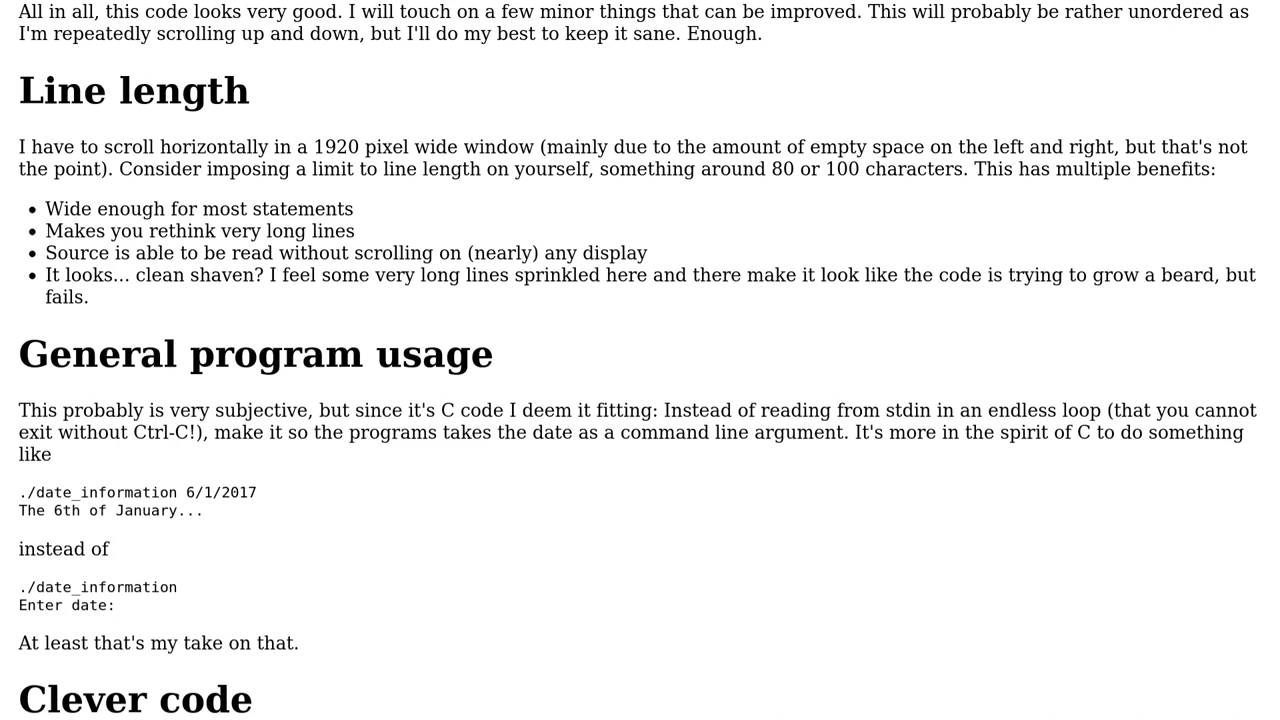 All in all, this code looks very good. I will touch on a few minor things that can be improved. This will probably be rather unordered as
I'm repeatedly scrolling up and down, but I'll do my best to keep it sane. Enough.
Line length
I have to scroll horizontally in a 1920 pixel wide window (mainly due to the amount of empty space on the left and right, but that's not
the point). Consider imposing a limit to line length on yourself, something around 80 or 100 characters. This has multiple benefits:
• Wide enough for most statements
• Makes you rethink very long lines
• Source is able to be read without scrolling on (nearly) any display
• It looks... clean shaven? I feel some very long lines sprinkled here and there make it look like the code is trying to grow a beard, but
fails.
General program usage
This probably is very subjective, but since it's C code I deem it fitting: Instead of reading from stdin in an endless loop (that you cannot
exit without Ctrl-C!), make it so the programs takes the date as a command line argument. It's more in the spirit of C to do something
like
./date_information 6/1/2017
The 6th of January...
instead of
./date_information
Enter date:
At least that's my take on that.
Clever code